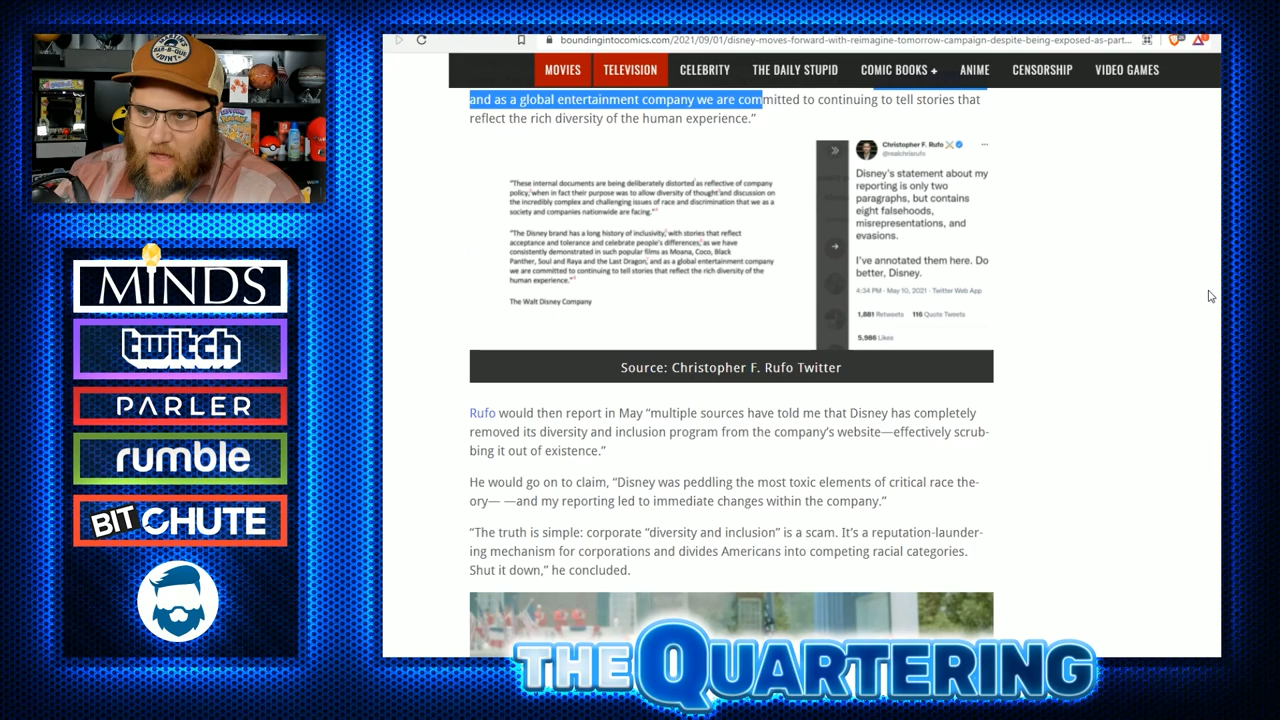 boundingintocomics.com/2021/09/01/disney-moves-forward-with-reimagine-tomorrow-campaign-despite-being-exposed-as-part...
MOVIES TELEVISION CELEBRITY THE DAILY STUPID COMIC BOOKS + ANIME CENSORSHIP VIDEO GAMES
and as a global entertainment company we are committed to continuing to tell stories that
reflect the rich diversity of the human experience.”
“These internal documents are being deliberately distorted as reflective of company
policy, when in fact their purpose was to allow diversity of thought and discussion on
the incredibly complex and challenging issues of race and discrimination that we as a
society and companies nationwide are facing.”
“The Disney brand has a long history of inclusivity, with stories that reflect
acceptance and tolerance and celebrate people’s differences, as we have
consistently demonstrated in such popular films as Moana, Coco, Black
Panther, Soul and Raya and the Last Dragon, and as a global entertainment company
we are committed to continuing to tell stories that reflect the rich diversity of the
human experience.”
The Walt Disney Company
Christopher F. Rufo
@realchrisrufo
Disney's statement about my
reporting is only two
paragraphs, but contains
eight falsehoods,
misrepresentations, and
evasions.
I've annotated them here. Do
better, Disney.
4:34 PM · May 10, 2021 · Twitter Web App
1,881 Retweets 116 Quote Tweets
5,986 Likes
Source: Christopher F. Rufo Twitter
Rufo would then report in May “multiple sources have told me that Disney has completely
removed its diversity and inclusion program from the company’s website—effectively scrub-
bing it out of existence.”
He would go on to claim, “Disney was peddling the most toxic elements of critical race the-
ory— —and my reporting led to immediate changes within the company.”
“The truth is simple: corporate “diversity and inclusion” is a scam. It’s a reputation-launder-
ing mechanism for corporations and divides Americans into competing racial categories.
Shut it down,” he concluded.
MINDS
twitch
PARLER
rumble
BIT CHUTE
THE QUARTERING